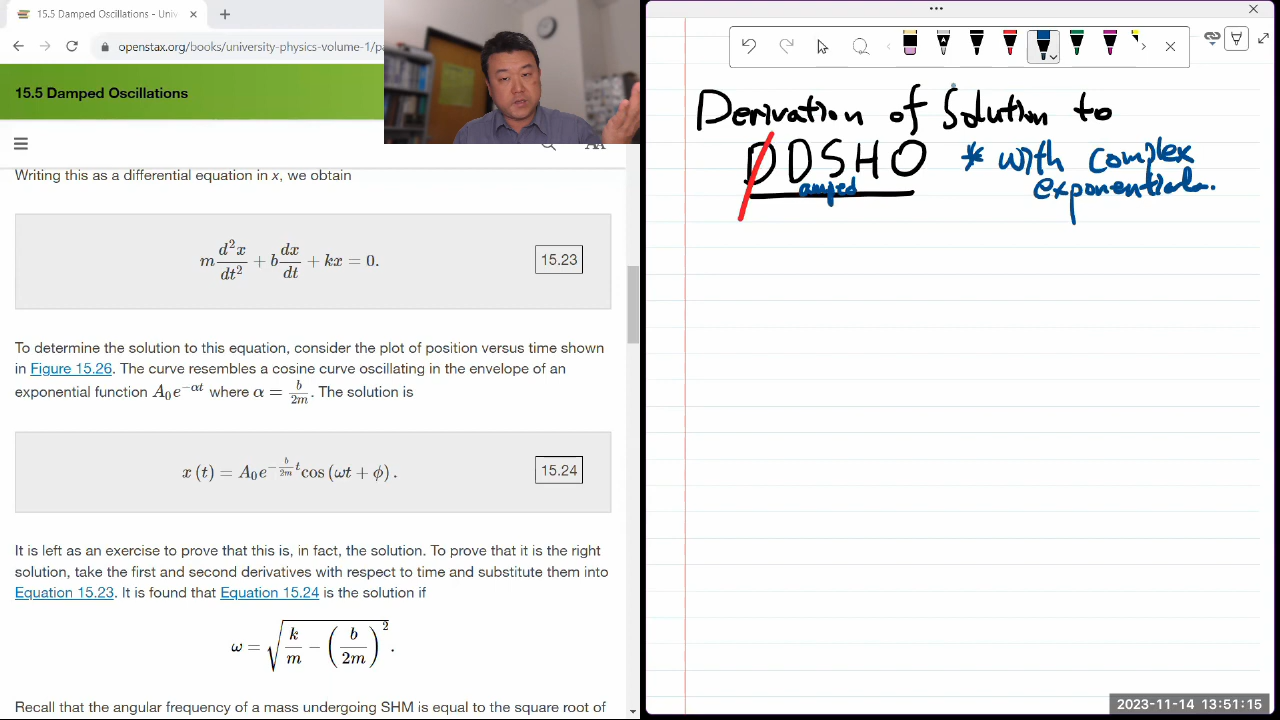 15.5 Damped Oscillations - Univ
openstax.org/books/university-physics-volume-1/pa
15.5 Damped Oscillations
AA
Writing this as a differential equation in x, we obtain
m d²x/dt² + b dx/dt + kx = 0.
15.23
To determine the solution to this equation, consider the plot of position versus time shown
in Figure 15.26. The curve resembles a cosine curve oscillating in the envelope of an
exponential function A₀e^(−αt) where α = b/2m. The solution is
x (t) = A₀e^(−(b/2m)t) cos (ωt + ϕ) .
15.24
It is left as an exercise to prove that this is, in fact, the solution. To prove that it is the right
solution, take the first and second derivatives with respect to time and substitute them into
Equation 15.23. It is found that Equation 15.24 is the solution if
ω = √(k/m − (b/2m)²).
Recall that the angular frequency of a mass undergoing SHM is equal to the square root of
Derivation of Solution to
DDSHO * with complex
amped exponentials.
2023-11-14 13:51:15